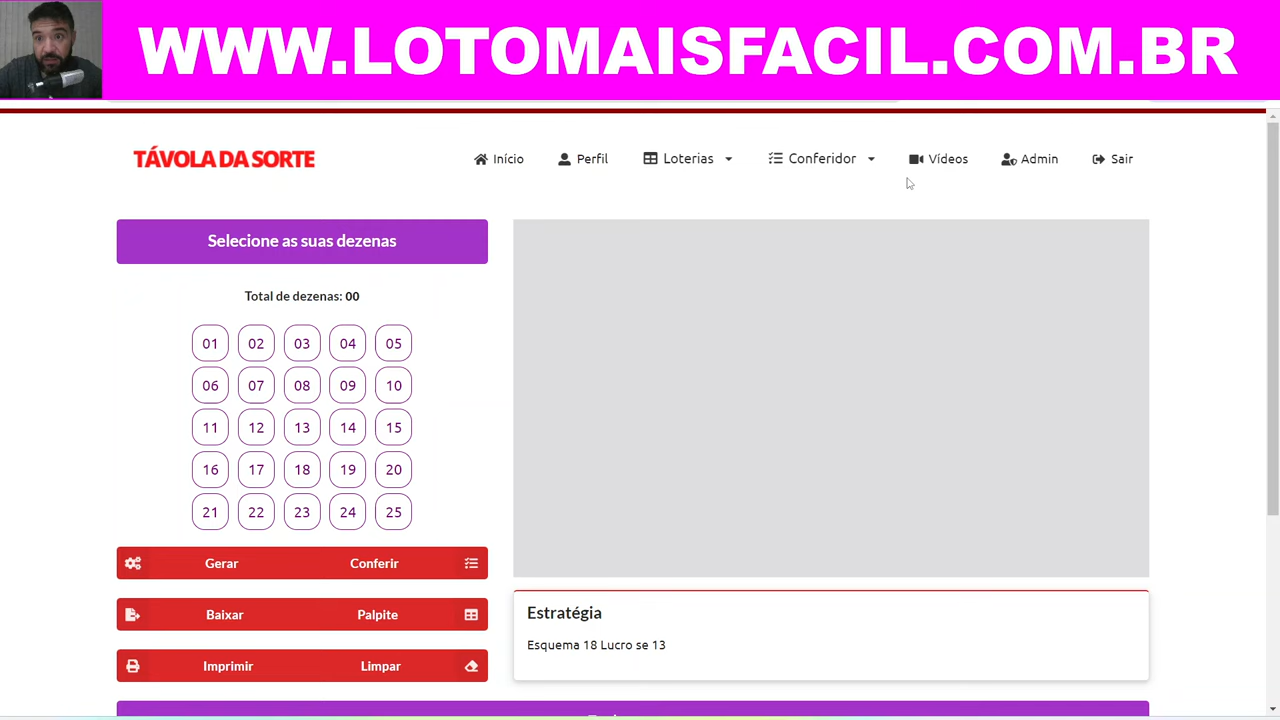 WWW.LOTOMAISFACIL.COM.BR
TÁVOLA DA SORTE
Início Perfil Loterias Conferidor Vídeos Admin Sair
Selecione as suas dezenas
Total de dezenas: 00
01 02 03 04 05
06 07 08 09 10
11 12 13 14 15
16 17 18 19 20
21 22 23 24 25
Gerar Conferir
Baixar Palpite
Imprimir Limpar
Estratégia
Esquema 18 Lucro se 13